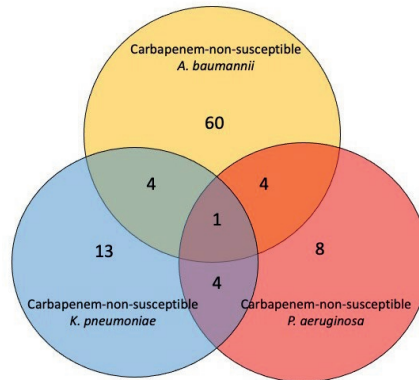 Carbapenem-non-susceptible
A. baumannii
60
4
4
1
13
8
4
Carbapenem-non-susceptible
K. pneumoniae
Carbapenem-non-susceptible
P. aeruginosa